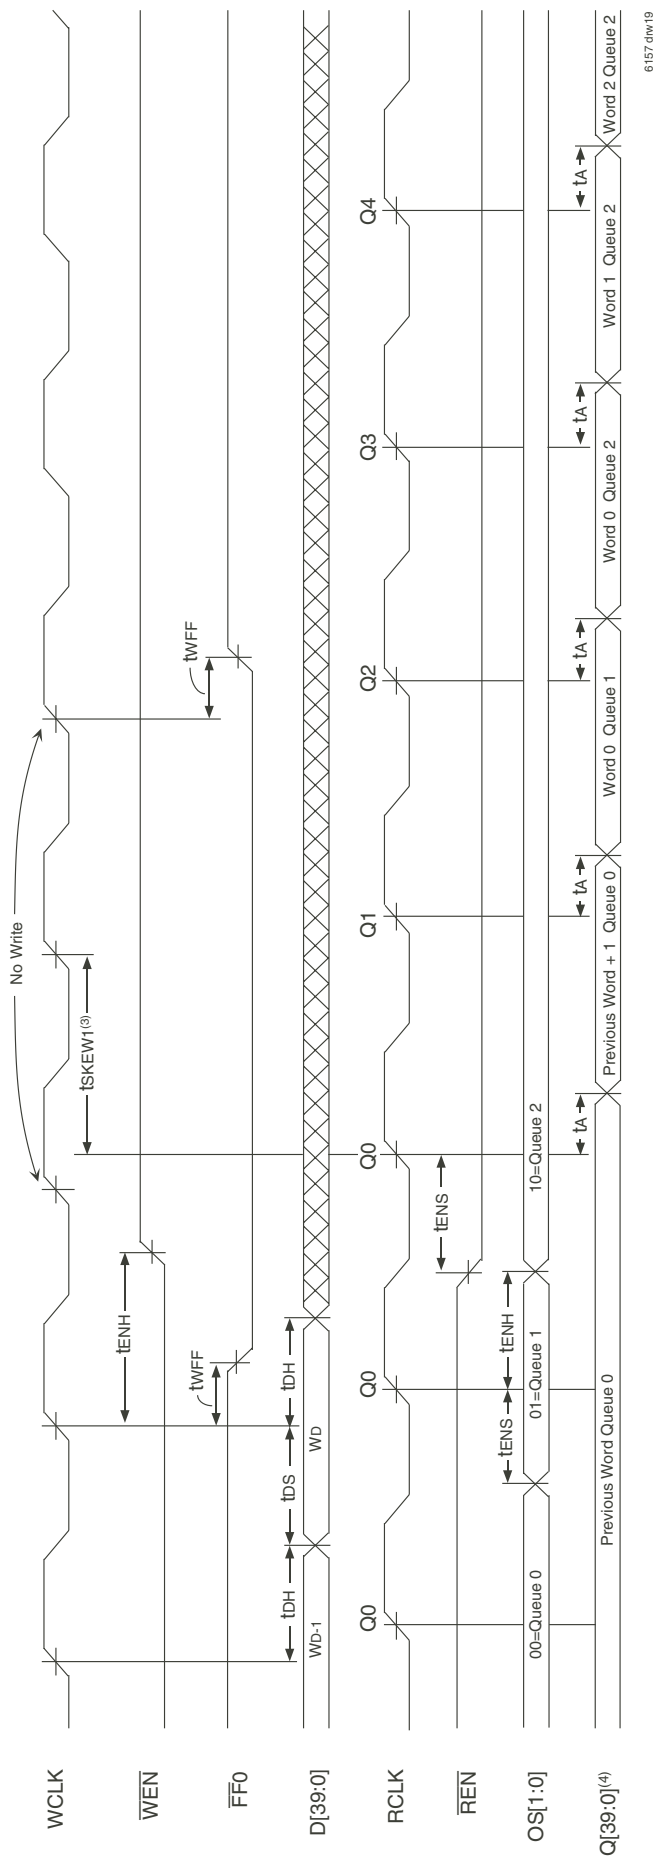 WCLK
No Write
tSKEW1(3)
WEN
tENH
FF0
tWFF
tWFF
D[39:0]
WD-1
tDH
tDS
WD
tDH
RCLK
Q0
Q0
Q0
Q1
Q2
Q3
Q4
REN
tENS
OS[1:0]
00=Queue 0
tENS
01=Queue 1
tENH
10=Queue 2
Q[39:0](4)
Previous Word Queue 0
tA
Previous Word + 1 Queue 0
tA
Word 0 Queue 1
tA
Word 0 Queue 2
tA
Word 1 Queue 2
tA
Word 2 Queue 2
6157 drw19